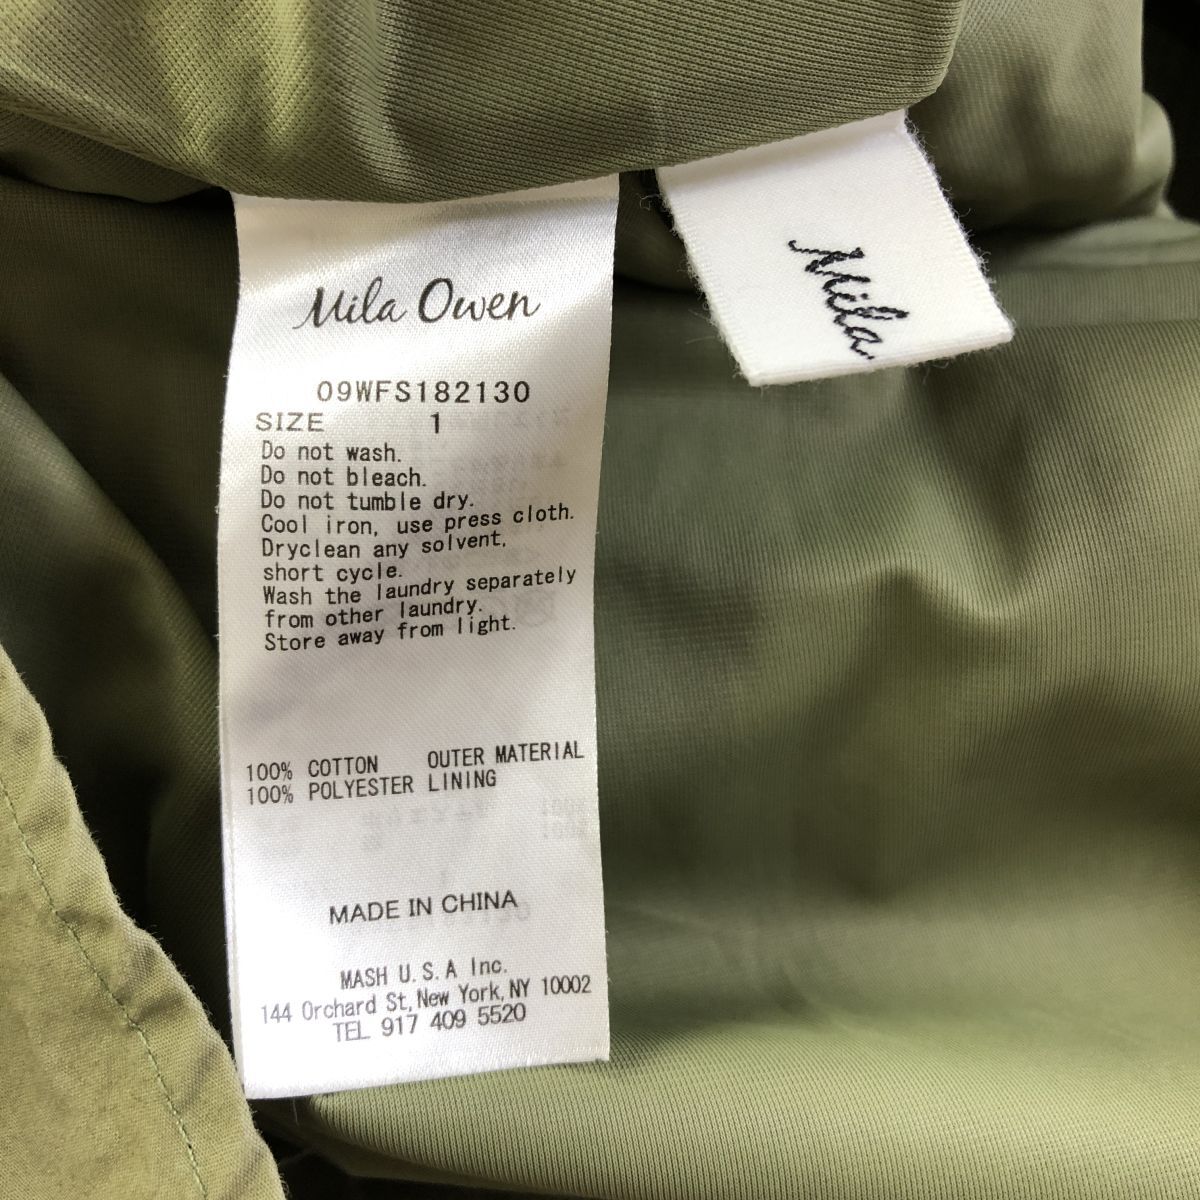 Mila Owen
Mila
09WFS182130
SIZE 1
Do not wash.
Do not bleach.
Do not tumble dry.
Cool iron, use press cloth.
Dryclean any solvent,
short cycle.
Wash the laundry separately
from other laundry.
Store away from light.
100% COTTON OUTER MATERIAL
100% POLYESTER LINING
MADE IN CHINA
MASH U.S.A Inc.
144 Orchard St,New York,NY 10002
TEL 917 409 5520